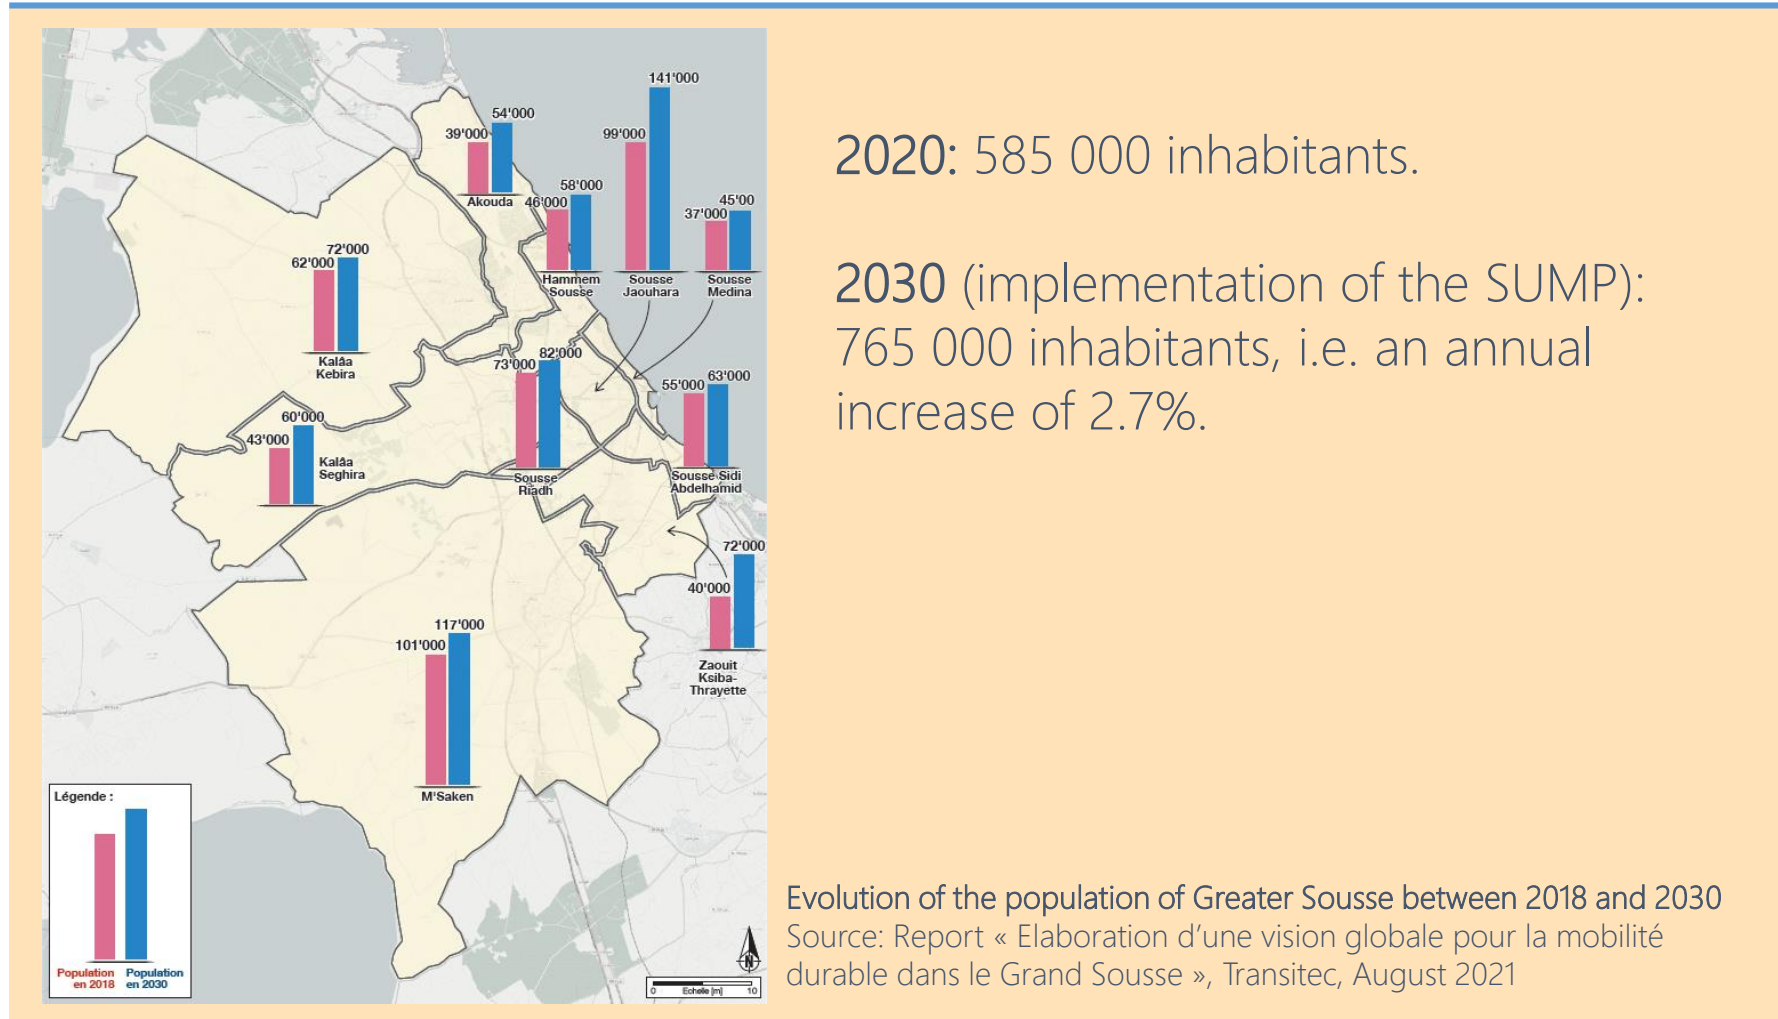 141'000
54'000
39'000
99'000
Akouda
46'000
58'000
37'000
45'00
Hammem
Sousse
Sousse
Jaouhara
Sousse
Medina
62'000
72'000
Kalâa
Kebira
73'000
82'000
55'000
63'000
43'000
60'000
Kalâa
Seghira
Sousse
Riadh
Sousse Sidi
Abdelhamid
72'000
40'000
Zaouit
Ksiba-
Thrayette
101'000
117'000
M'Saken
Légende :
Population
en 2018
Population
en 2030
N
0 Echelle [m] 10
2020: 585 000 inhabitants.
2030 (implementation of the SUMP):
765 000 inhabitants, i.e. an annual
increase of 2.7%.
Evolution of the population of Greater Sousse between 2018 and 2030
Source: Report « Elaboration d’une vision globale pour la mobilité
durable dans le Grand Sousse », Transitec, August 2021